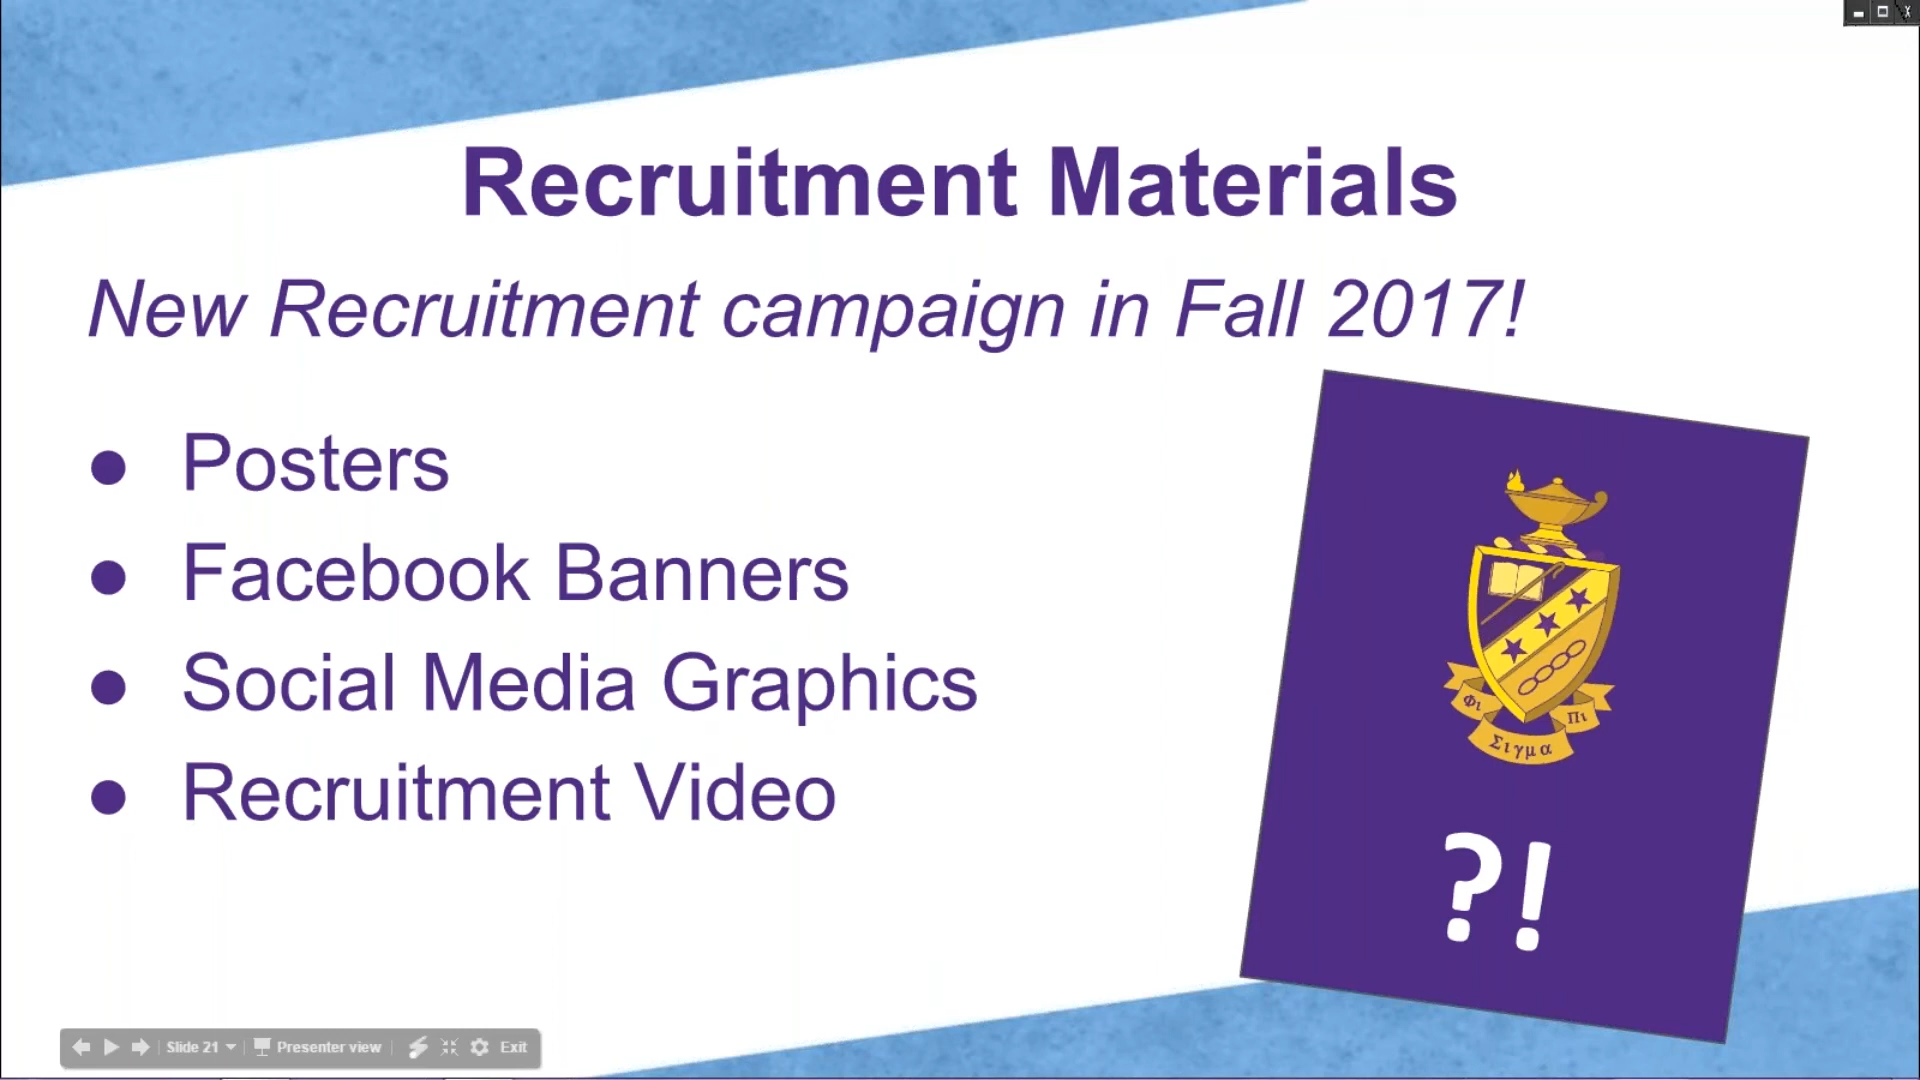 Recruitment Materials
New Recruitment campaign in Fall 2017!
● Posters
● Facebook Banners
● Social Media Graphics
● Recruitment Video
Φι
Πι
Σιγμα
?!
Slide 21
Presenter view
Exit